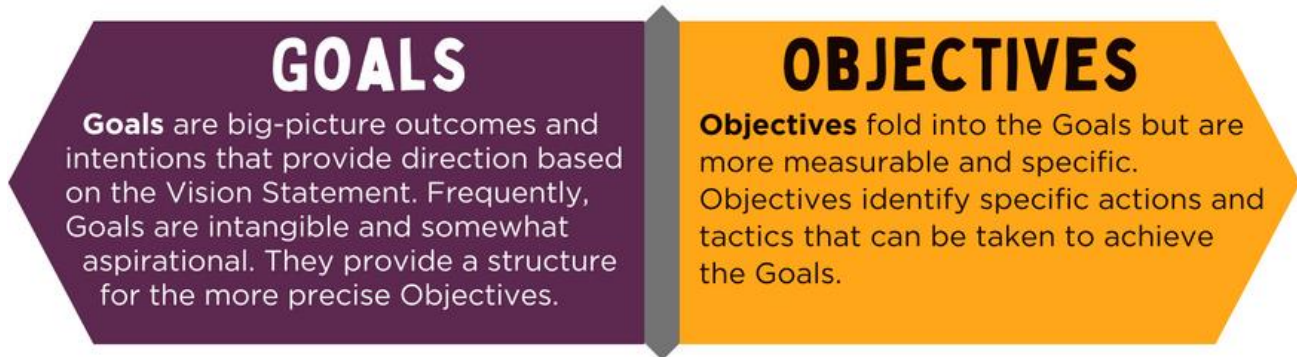 GOALS
Goals are big-picture outcomes and
intentions that provide direction based
on the Vision Statement. Frequently,
Goals are intangible and somewhat
aspirational. They provide a structure
for the more precise Objectives.
OBJECTIVES
Objectives fold into the Goals but are
more measurable and specific.
Objectives identify specific actions and
tactics that can be taken to achieve
the Goals.